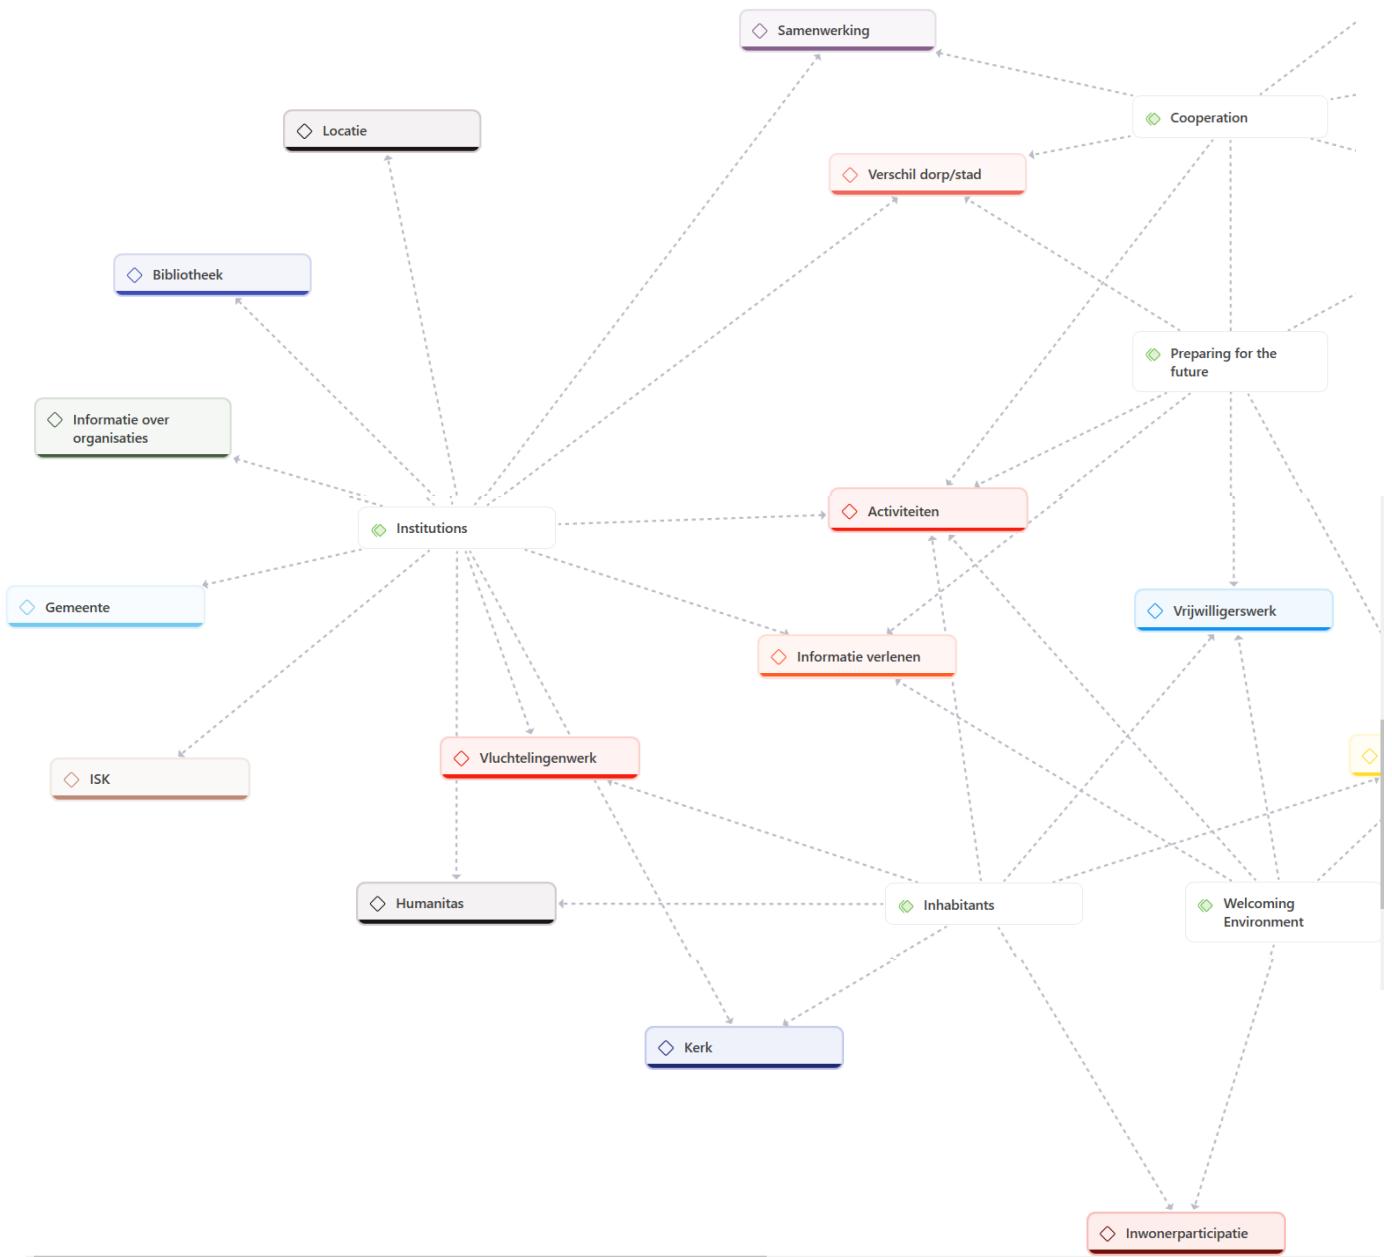 Samenwerking
Cooperation
Locatie
Verschil dorp/stad
Bibliotheek
Preparing for the
future
Informatie over
organisaties
Activiteiten
Institutions
Gemeente
Vrijwilligerswerk
Informatie verlenen
Vluchtelingenwerk
ISK
Humanitas
Inhabitants
Welcoming
Environment
Kerk
Inwonerparticipatie